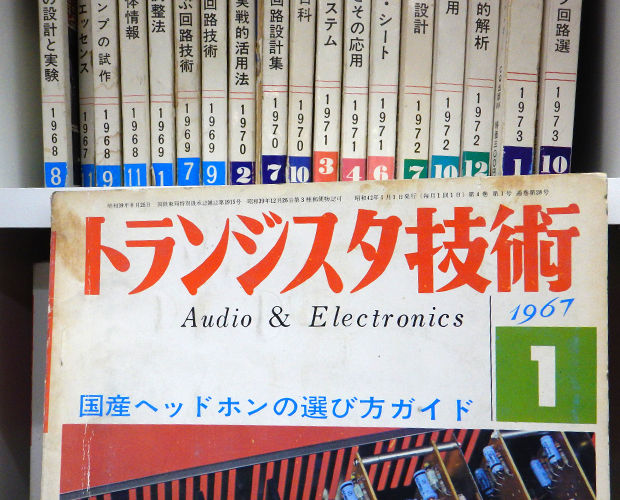 の設計と実験
1968
8
エッセンス
1967
1
ンプの試作
1968
9
体情報
1968
11
整法
1969
1
ぶ回路技術
1969
7
回路技術
1969
9
実戦的活用法
1970
2
回路設計集
1970
7
百科
1970
10
ステム
1971
3
とその応用
1971
4
・シート
1971
6
設計
1972
7
用
1972
10
的解析
1972
12
1973
1
回路選
1973
10
トランジスタ技術
Audio & Electronics
1967
1
国産ヘッドホンの選び方ガイド